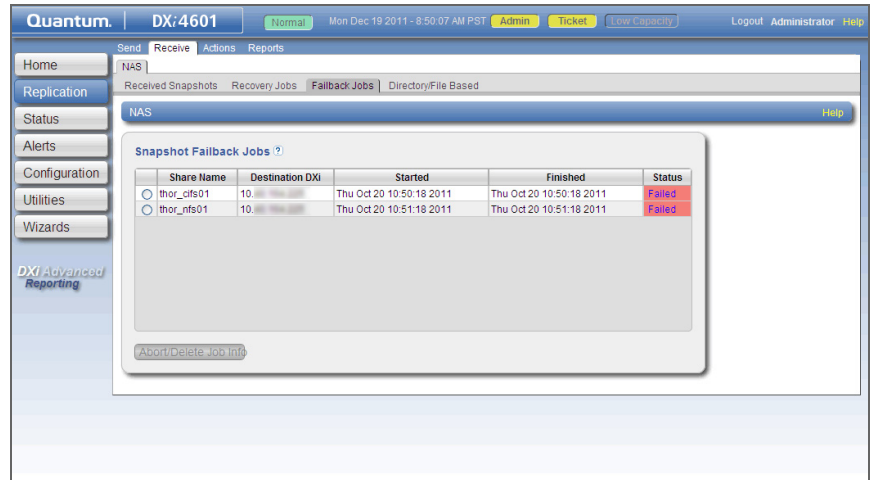 Quantum. DXi4601 Normal Mon Dec 19 2011 - 8:50:07 AM PST Admin Ticket Low Capacity Logout Administrator Help
Send Receive Actions Reports
Home
NAS
Replication
Received Snapshots Recovery Jobs Failback Jobs Directory/File Based
Status
NAS Help
Alerts
Snapshot Failback Jobs ?
Configuration
Share Name Destination DXi Started Finished Status
Utilities
thor_cifs01 10. Thu Oct 20 10:50:18 2011 Thu Oct 20 10:50:18 2011 Failed
thor_nfs01 10. Thu Oct 20 10:51:18 2011 Thu Oct 20 10:51:18 2011 Failed
Wizards
DXi Advanced
Reporting
Abort/Delete Job Info